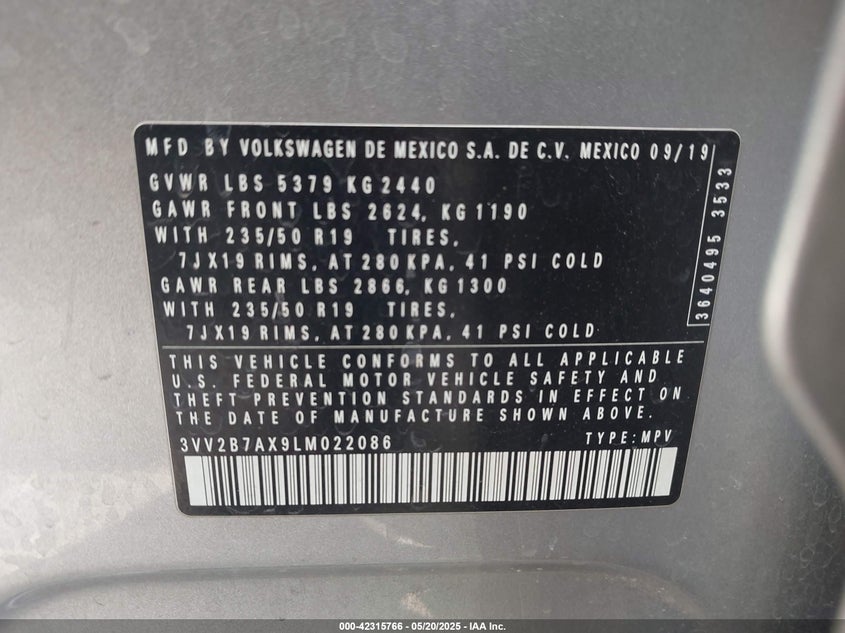 MFD BY VOLKSWAGEN DE MEXICO S.A. DE C.V. MEXICO 09/19
GVWR LBS 5379 KG 2440
GAWR FRONT LBS 2624, KG 1190
WITH 235/50 R19 TIRES,
7JX19 RIMS, AT 280 KPA, 41 PSI COLD
GAWR REAR LBS 2866, KG 1300
WITH 235/50 R19 TIRES,
7JX19 RIMS, AT 280 KPA, 41 PSI COLD
3640495 3533
THIS VEHICLE CONFORMS TO ALL APPLICABLE
U.S. FEDERAL MOTOR VEHICLE SAFETY AND
THEFT PREVENTION STANDARDS IN EFFECT ON
THE DATE OF MANUFACTURE SHOWN ABOVE.
3VV2B7AX9LM022086 TYPE: MPV
000-42315766 - 05/20/2025 - IAA Inc.